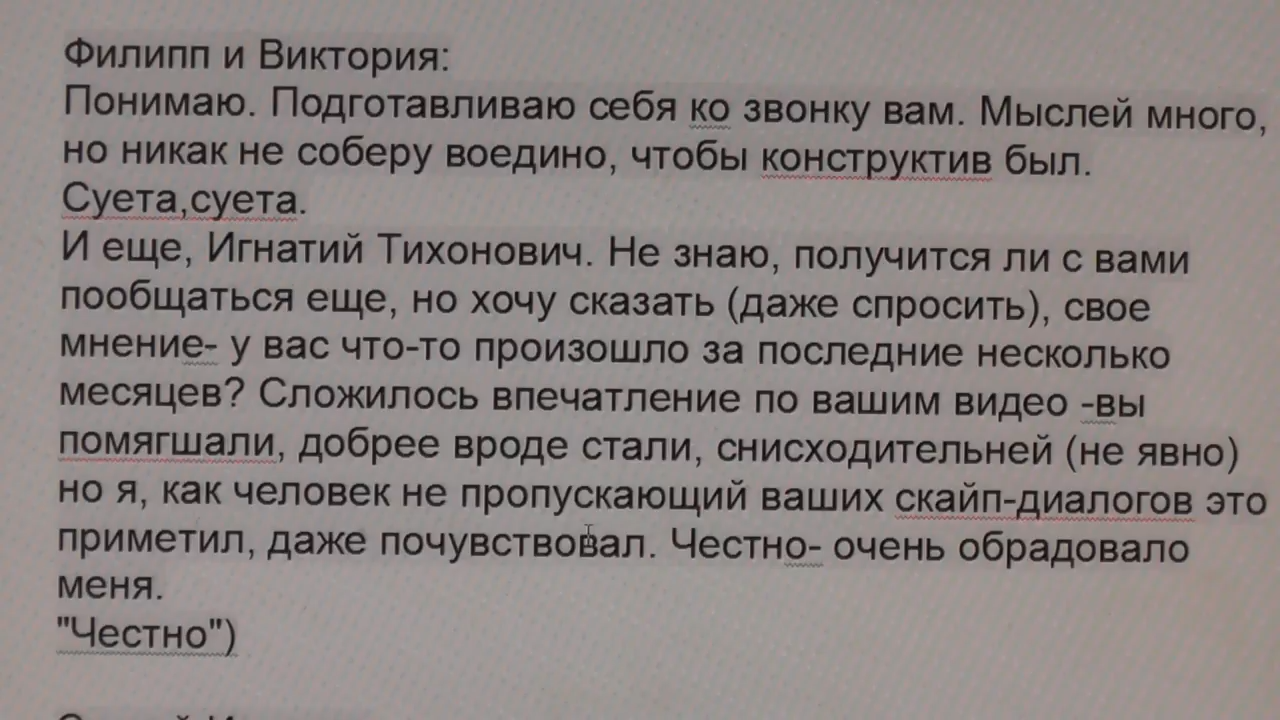 Филипп и Виктория:
Понимаю. Подготавливаю себя ко звонку вам. Мыслей много,
но никак не соберу воедино, чтобы конструктив был.
Суета,суета.
И еще, Игнатий Тихонович. Не знаю, получится ли с вами
пообщаться еще, но хочу сказать (даже спросить), свое
мнение- у вас что-то произошло за последние несколько
месяцев? Сложилось впечатление по вашим видео -вы
помягшали, добрее вроде стали, снисходительней (не явно)
но я, как человек не пропускающий ваших скайп-диалогов это
приметил, даже почувствовал. Честно- очень обрадовало
меня.
"Честно")